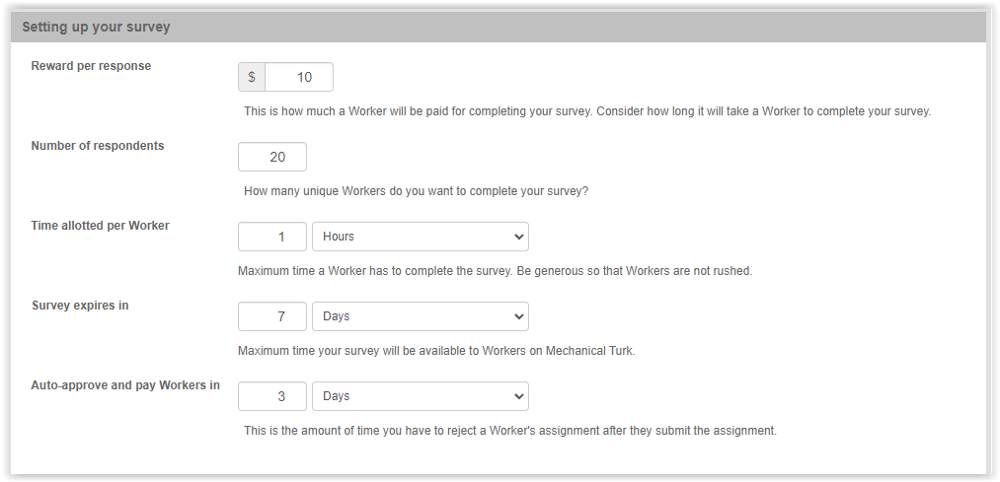 Setting up your survey
Reward per response
$ 10
This is how much a Worker will be paid for completing your survey. Consider how long it will take a Worker to complete your survey.
Number of respondents
20
How many unique Workers do you want to complete your survey?
Time allotted per Worker
1 Hours
Maximum time a Worker has to complete the survey. Be generous so that Workers are not rushed.
Survey expires in
7 Days
Maximum time your survey will be available to Workers on Mechanical Turk.
Auto-approve and pay Workers in
3 Days
This is the amount of time you have to reject a Worker's assignment after they submit the assignment.